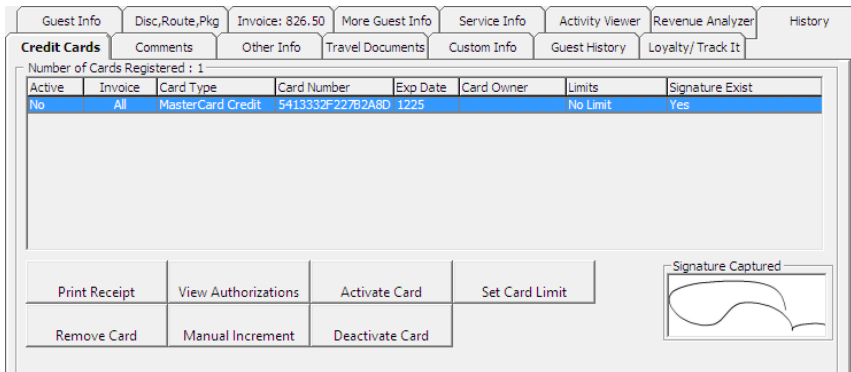 Guest Info Disc,Route,Pkg Invoice: 826.50 More Guest Info Service Info Activity Viewer Revenue Analyzer History
Credit Cards Comments Other Info Travel Documents Custom Info Guest History Loyalty/ Track It
Number of Cards Registered : 1
Active Invoice Card Type Card Number Exp Date Card Owner Limits Signature Exist
No All MasterCard Credit 5413332F227B2A8D 1225 No Limit Yes
Signature Captured
Print Receipt View Authorizations Activate Card Set Card Limit
Remove Card Manual Increment Deactivate Card